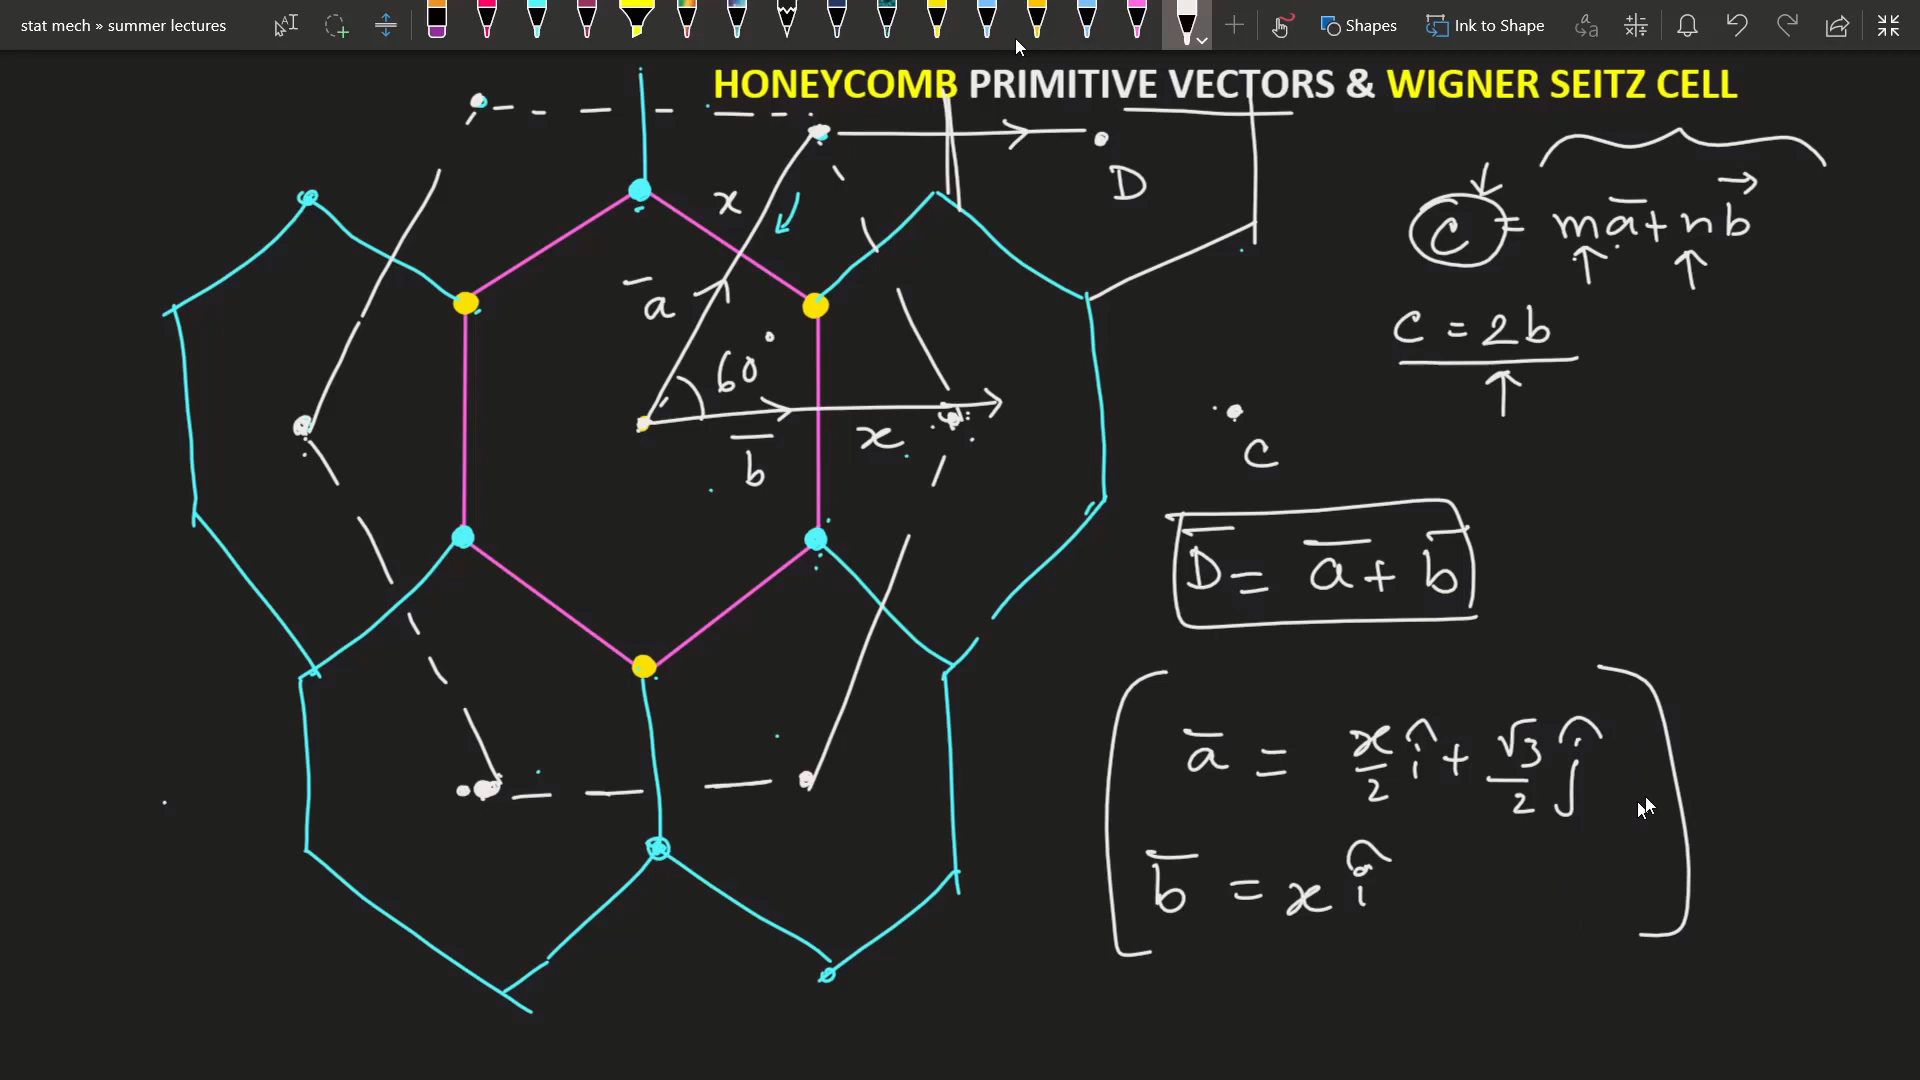 stat mech » summer lectures
Shapes
Ink to Shape
HONEYCOMB PRIMITIVE VECTORS & WIGNER SEITZ CELL
D
x
c = ma̅ + nb⃗
a̅
60°
c = 2b
b̅
x
C
D̅ = a̅ + b̅
a̅ = x/2 î + √3/2 ĵ
b̅ = x î